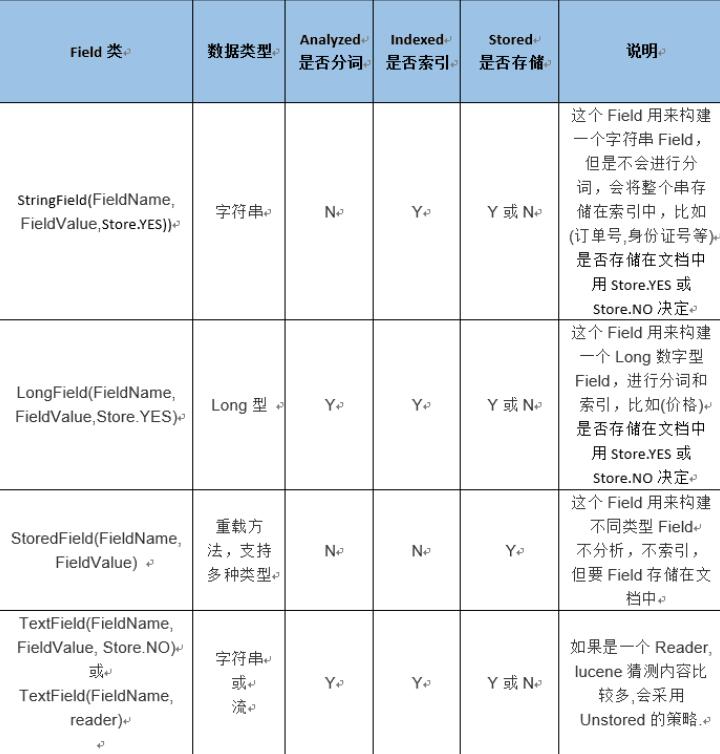 Field 类
数据类型
Analyzed
是否分词
Indexed
是否索引
Stored
是否存储
说明
StringField(FieldName,
FieldValue,Store.YES))
字符串
N
Y
Y 或 N
这个 Field 用来构建
一个字符串 Field，
但是不会进行分
词，会将整个串存
储在索引中，比如
(订单号,身份证号等)
是否存储在文档中
用 Store.YES 或
Store.NO 决定
LongField(FieldName,
FieldValue,Store.YES)
Long 型
Y
Y
Y 或 N
这个 Field 用来构建
一个 Long 数字型
Field，进行分词和
索引，比如(价格)
是否存储在文档中
用 Store.YES 或
Store.NO 决定
StoredField(FieldName,
FieldValue)
重载方
法，支持
多种类型
N
N
Y
这个 Field 用来构建
不同类型 Field
不分析，不索引，
但要 Field 存储在文
档中
TextField(FieldName,
FieldValue, Store.NO)
或
TextField(FieldName,
reader)
字符串
或
流
Y
Y
Y 或 N
如果是一个 Reader,
lucene 猜测内容比
较多,会采用
Unstored 的策略.